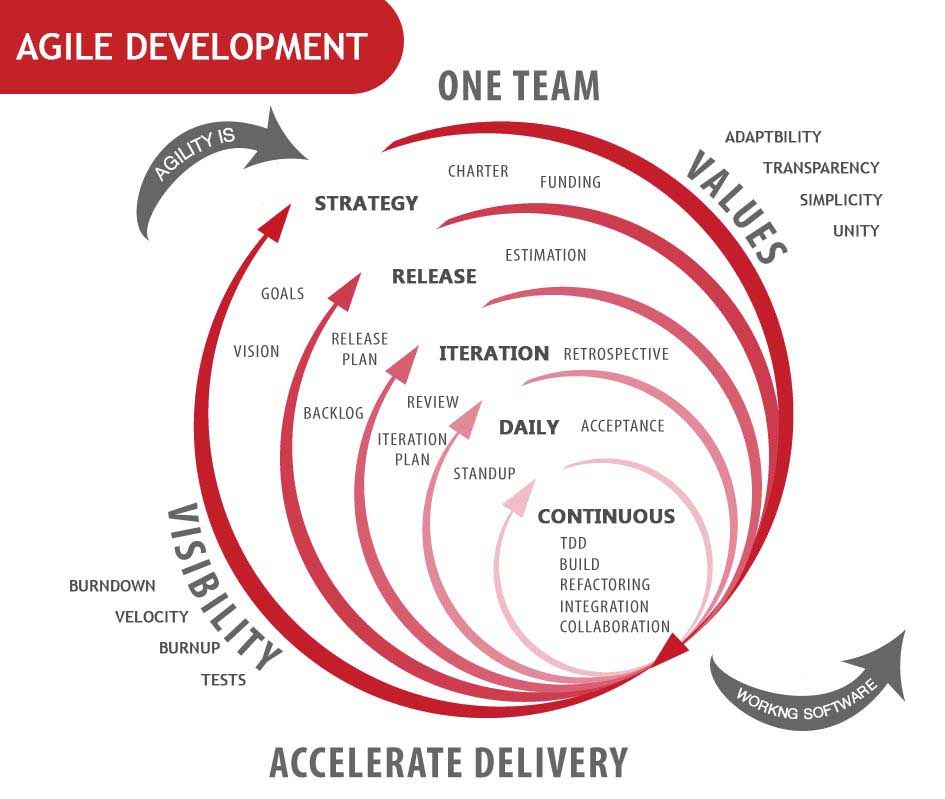 AGILE DEVELOPMENT
ONE TEAM
AGILITY IS
VALUES
ADAPTBILITY
TRANSPARENCY
SIMPLICITY
UNITY
STRATEGY
CHARTER
FUNDING
GOALS
VISION
RELEASE
ESTIMATION
RELEASE
PLAN
BACKLOG
ITERATION
RETROSPECTIVE
REVIEW
ITERATION
PLAN
DAILY
ACCEPTANCE
STANDUP
CONTINUOUS
TDD
BUILD
REFACTORING
INTEGRATION
COLLABORATION
VISIBILITY
BURNDOWN
VELOCITY
BURNUP
TESTS
WORKNG SOFTWARE
ACCELERATE DELIVERY